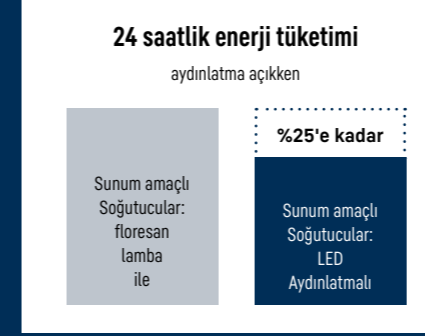 24 saatlik enerji tüketimi
aydınlatma açıkken
%25'e kadar
Sunum amaçlı
Soğutucular:
floresan
lamba
ile
Sunum amaçlı
Soğutucular:
LED
Aydınlatmalı